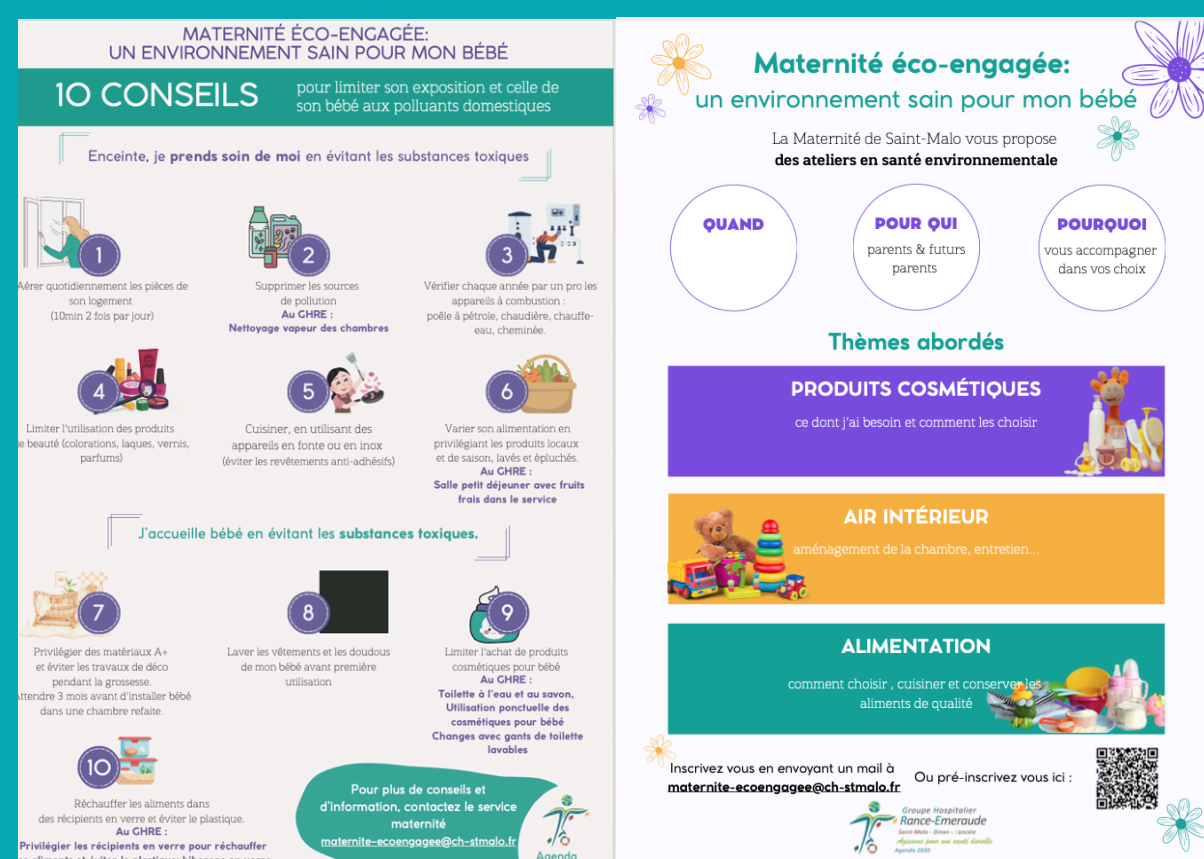 MATERNITÉ ÉCO-ENGAGÉE:
UN ENVIRONNEMENT SAIN POUR MON BÉBÉ
10 CONSEILS
pour limiter son exposition et celle de
son bébé aux polluants domestiques
Enceinte, je prends soin de moi en évitant les substances toxiques
1
Aérer quotidiennement les pièces de
son logement
(10min 2 fois par jour)
2
Supprimer les sources
de pollution
Au GHRE :
Nettoyage vapeur des chambres
3
Vérifier chaque année par un pro les
appareils à combustion :
poêle à pétrole, chaudière, chauffe-
eau, cheminée.
4
Limiter l'utilisation des produits
de beauté (colorations, laques, vernis,
parfums)
5
Cuisiner, en utilisant des
appareils en fonte ou en inox
(éviter les revêtements anti-adhésifs)
6
Varier son alimentation en
privilégiant les produits locaux
et de saison, lavés et épluchés.
Au GHRE :
Salle petit déjeuner avec fruits
frais dans le service
J'accueille bébé en évitant les substances toxiques.
7
Privilégier des matériaux A+
et éviter les travaux de déco
pendant la grossesse.
Attendre 3 mois avant d'installer bébé
dans une chambre refaite.
8
Laver les vêtements et les doudous
de mon bébé avant première
utilisation
9
Limiter l'achat de produits
cosmétiques pour bébé
Au GHRE :
Toilette à l'eau et au savon,
Utilisation ponctuelle des
cosmétiques pour bébé
Changes avec gants de toilette
lavables
10
Réchauffer les aliments dans
des récipients en verre et éviter le plastique.
Au GHRE :
Privilégier les récipients en verre pour réchauffer
Pour plus de conseils et
d'information, contactez le service
maternité
maternite-ecoengagee@ch-stmalo.fr
Agenda
Maternité éco-engagée:
un environnement sain pour mon bébé
La Maternité de Saint-Malo vous propose
des ateliers en santé environnementale
QUAND
POUR QUI
parents & futurs
parents
POURQUOI
vous accompagner
dans vos choix
Thèmes abordés
PRODUITS COSMÉTIQUES
ce dont j'ai besoin et comment les choisir
AIR INTÉRIEUR
aménagement de la chambre, entretien...
ALIMENTATION
comment choisir , cuisiner et conserver les
aliments de qualité
Inscrivez vous en envoyant un mail à
maternite-ecoengagee@ch-stmalo.fr
Ou pré-inscrivez vous ici :
Groupe Hospitalier
Rance-Emeraude
Saint-Malo - Dinan - Cancale
Agissons pour une santé durable
Agenda 2030